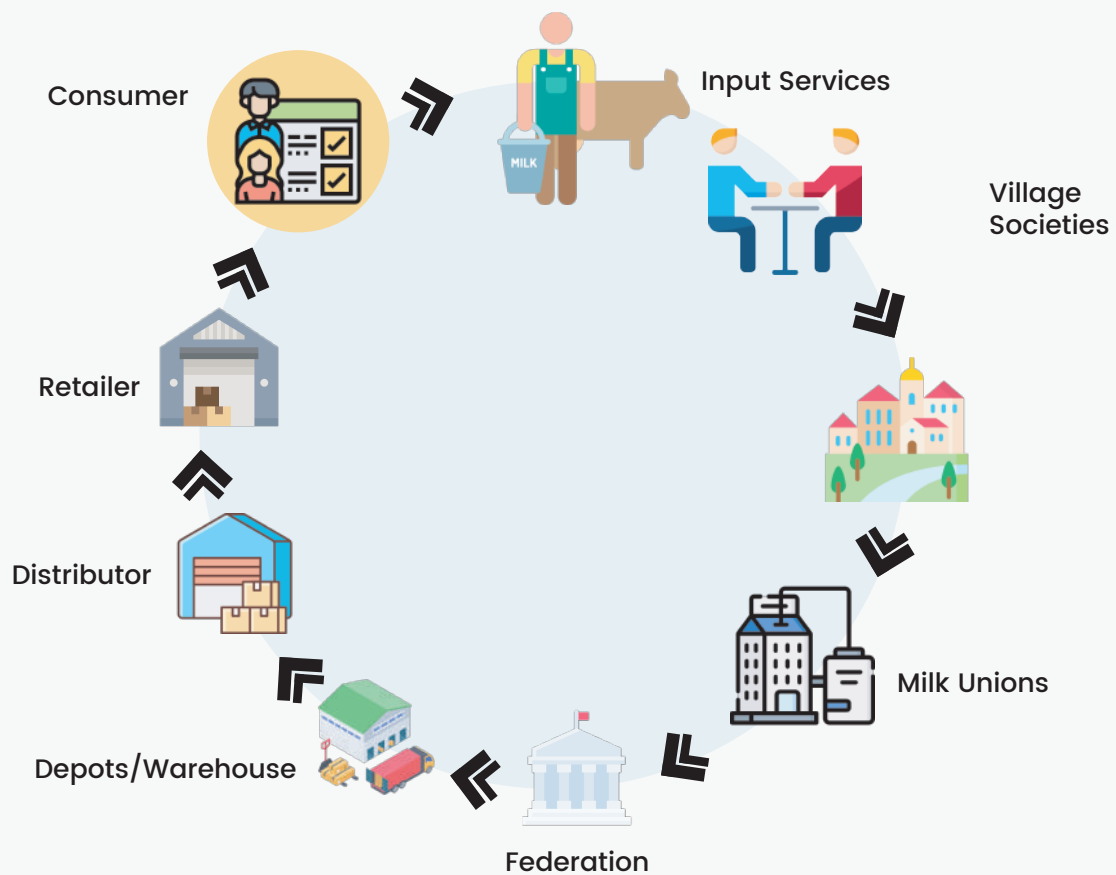 Consumer
Input Services
MILK
Village
Societies
Retailer
Distributor
Milk Unions
Depots/Warehouse
Federation